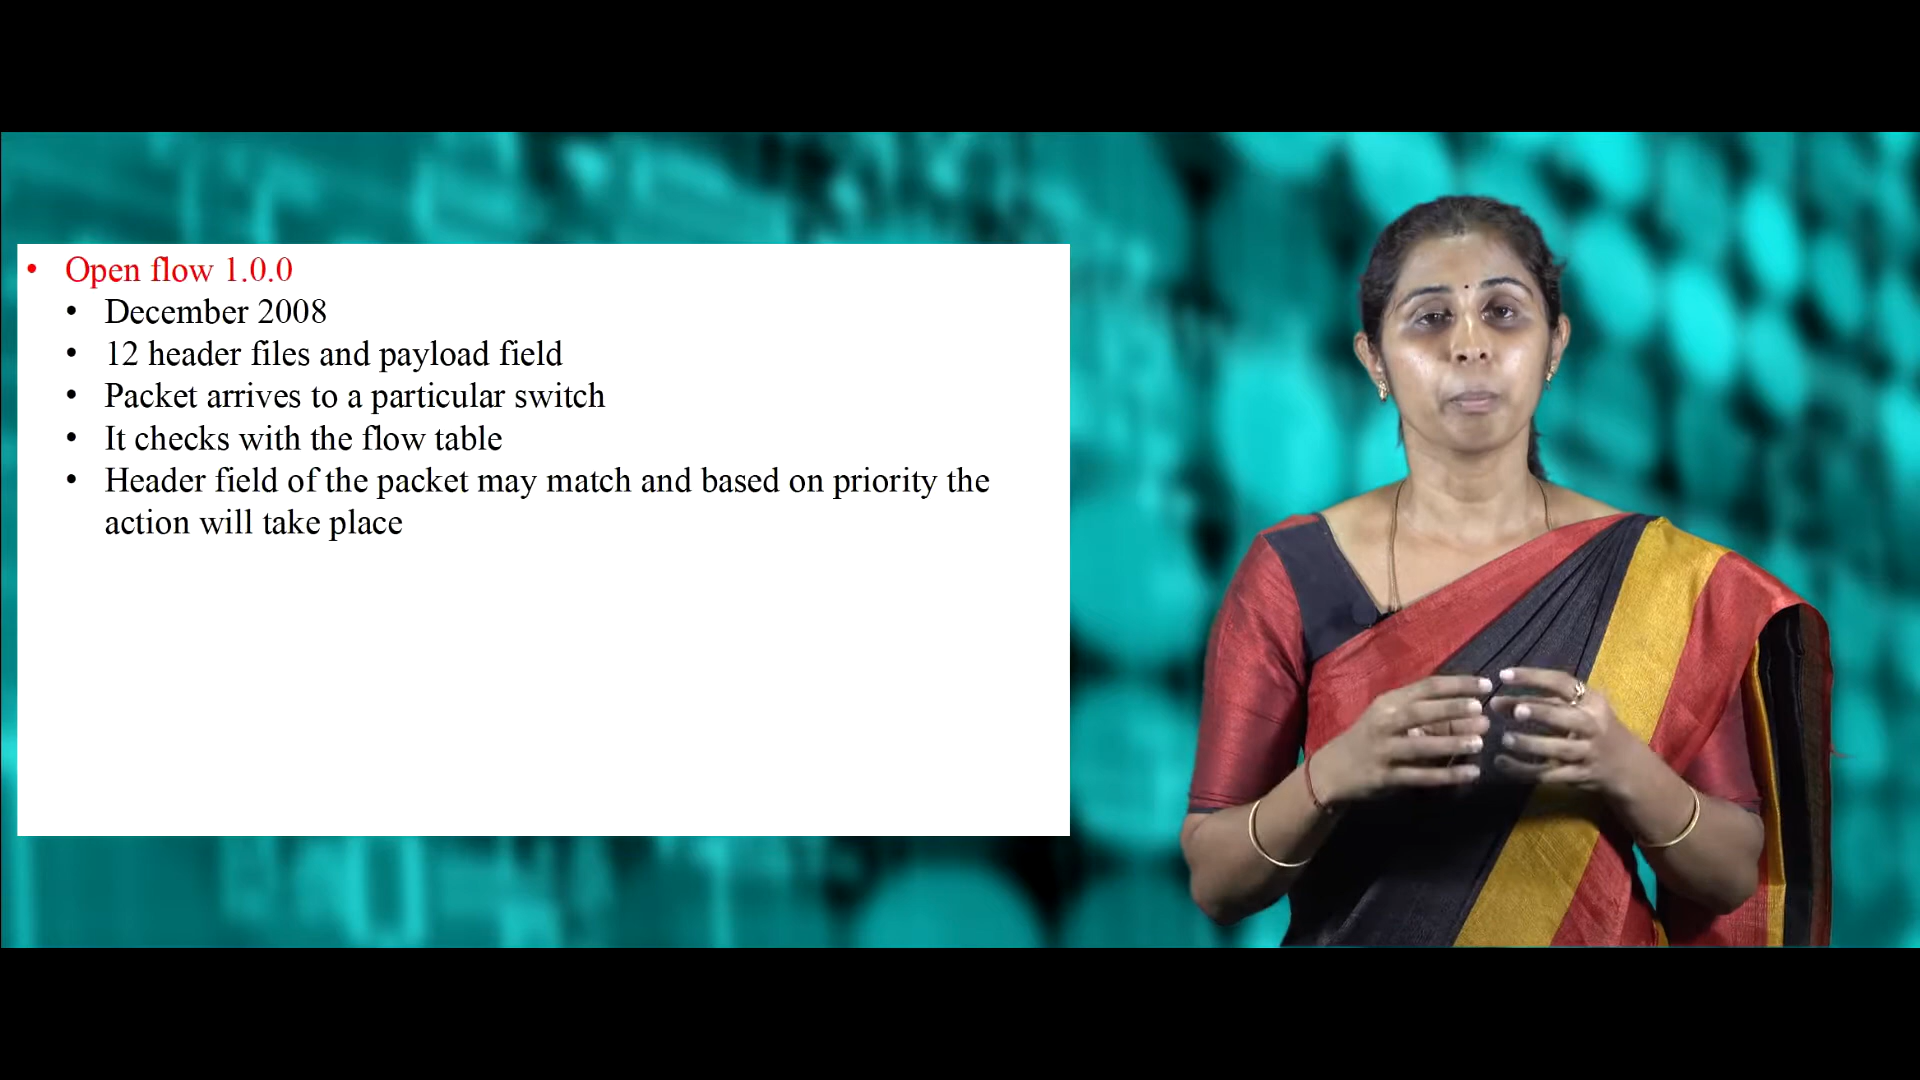 • Open flow 1.0.0
• December 2008
• 12 header files and payload field
• Packet arrives to a particular switch
• It checks with the flow table
• Header field of the packet may match and based on priority the
action will take place